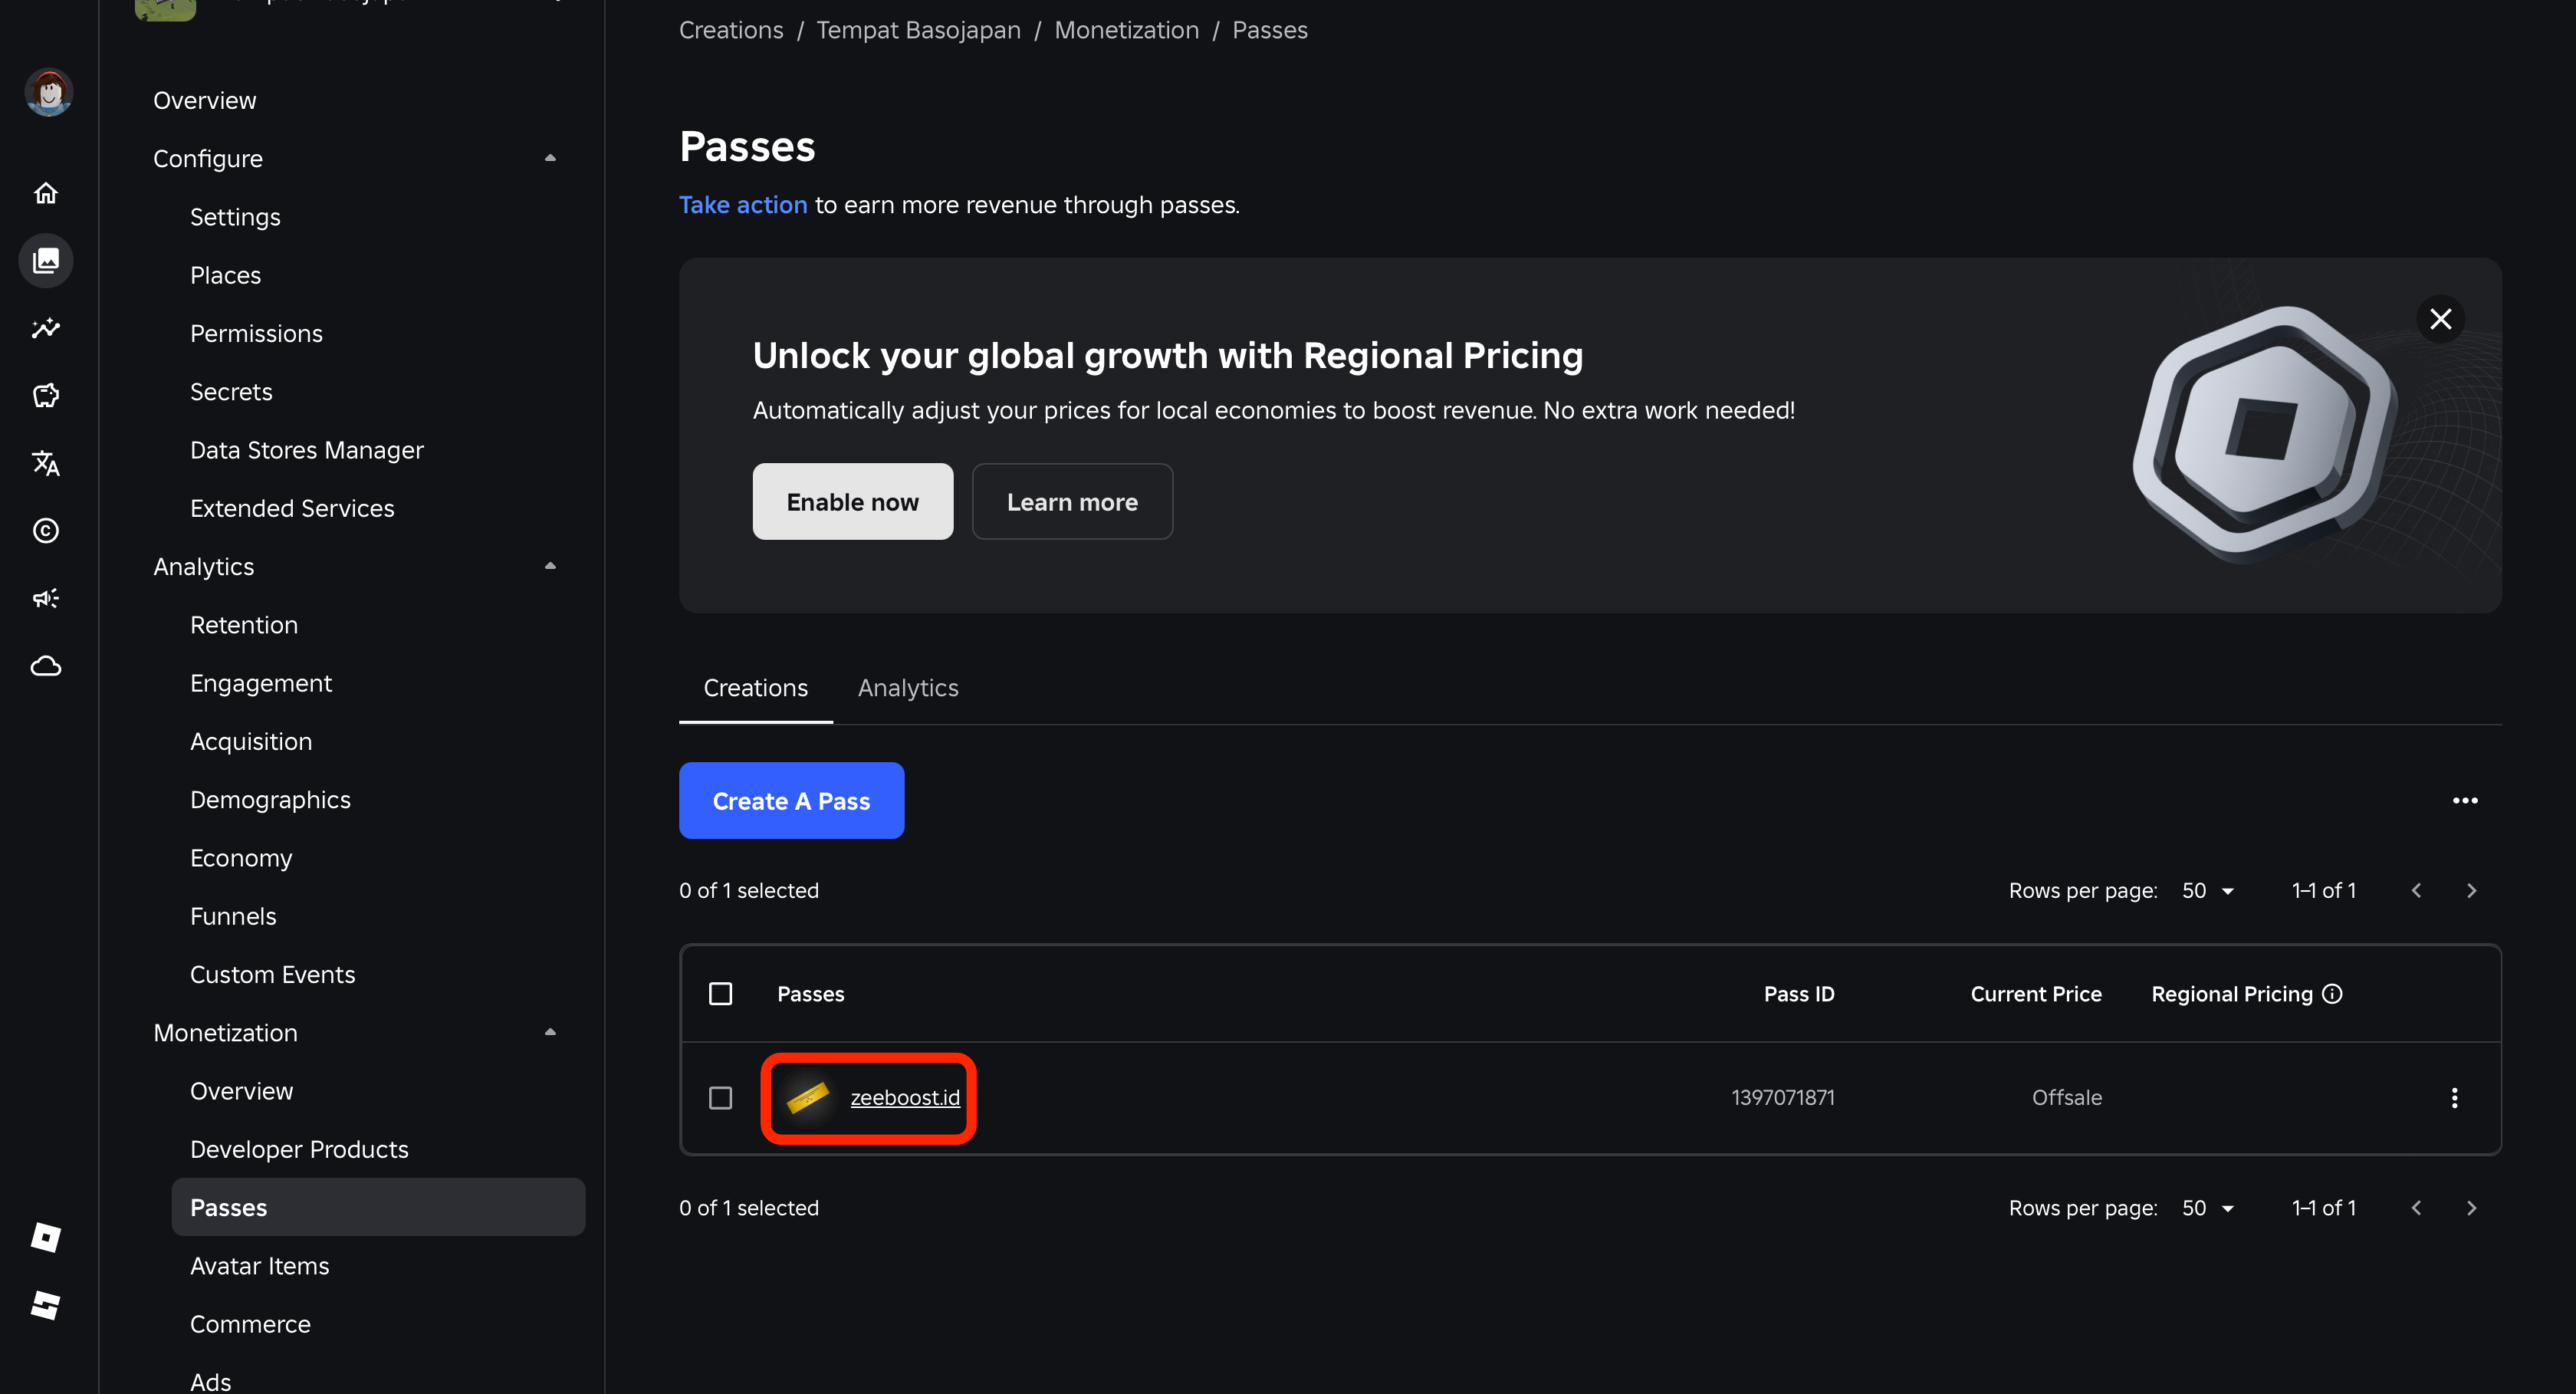 Creations / Tempat Basojapan / Monetization / Passes
Overview
Configure
Settings
Places
Permissions
Secrets
Data Stores Manager
Extended Services
Analytics
Retention
Engagement
Acquisition
Demographics
Economy
Funnels
Custom Events
Monetization
Overview
Developer Products
Passes
Avatar Items
Commerce
Ads
Passes
Take action to earn more revenue through passes.
Unlock your global growth with Regional Pricing
Automatically adjust your prices for local economies to boost revenue. No extra work needed!
Enable now Learn more
Creations Analytics
Create A Pass
0 of 1 selected Rows per page: 50 1–1 of 1
Passes Pass ID Current Price Regional Pricing
zeeboost.id 1397071871 Offsale
0 of 1 selected Rows per page: 50 1–1 of 1